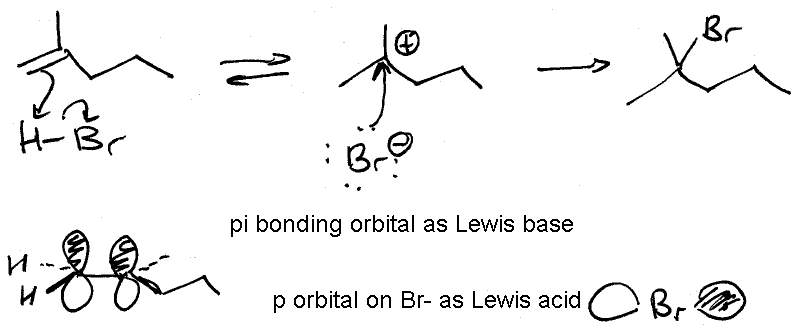 ⊕ Br
H–Br :Br⊖
pi bonding orbital as Lewis base
H
H
p orbital on Br- as Lewis acid Br